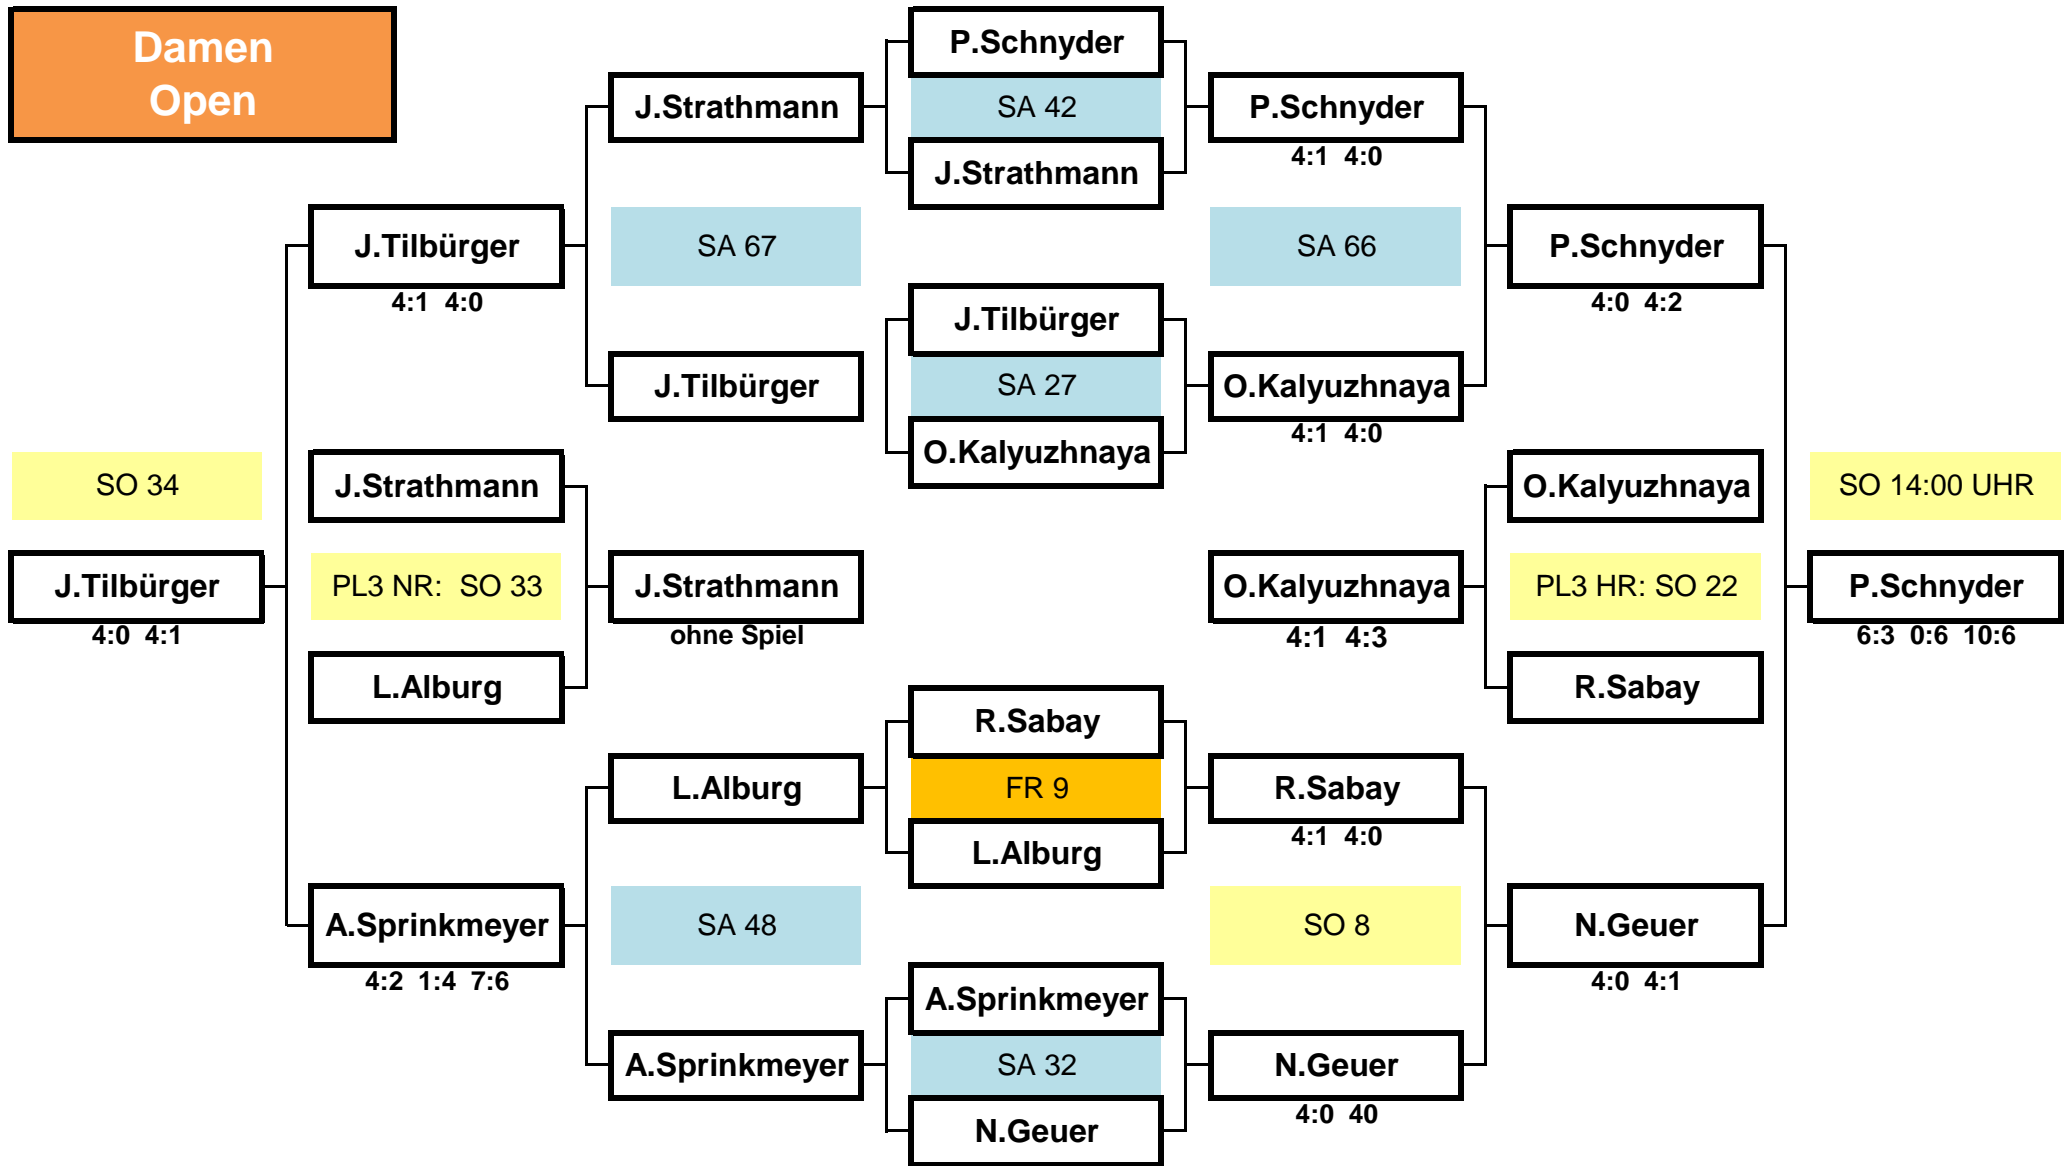 Damen
Open
P.Schnyder
J.Strathmann
SA 42
P.Schnyder
4:1 4:0
J.Strathmann
J.Tilbürger
4:1 4:0
SA 67
SA 66
P.Schnyder
4:0 4:2
J.Tilbürger
J.Tilbürger
SA 27
O.Kalyuzhnaya
4:1 4:0
O.Kalyuzhnaya
SO 34
J.Strathmann
O.Kalyuzhnaya
SO 14:00 UHR
J.Tilbürger
4:0 4:1
PL3 NR: SO 33
J.Strathmann
ohne Spiel
O.Kalyuzhnaya
4:1 4:3
PL3 HR: SO 22
P.Schnyder
6:3 0:6 10:6
L.Alburg
R.Sabay
R.Sabay
L.Alburg
FR 9
R.Sabay
4:1 4:0
L.Alburg
A.Sprinkmeyer
4:2 1:4 7:6
SA 48
SO 8
N.Geuer
4:0 4:1
A.Sprinkmeyer
A.Sprinkmeyer
SA 32
N.Geuer
4:0 40
N.Geuer